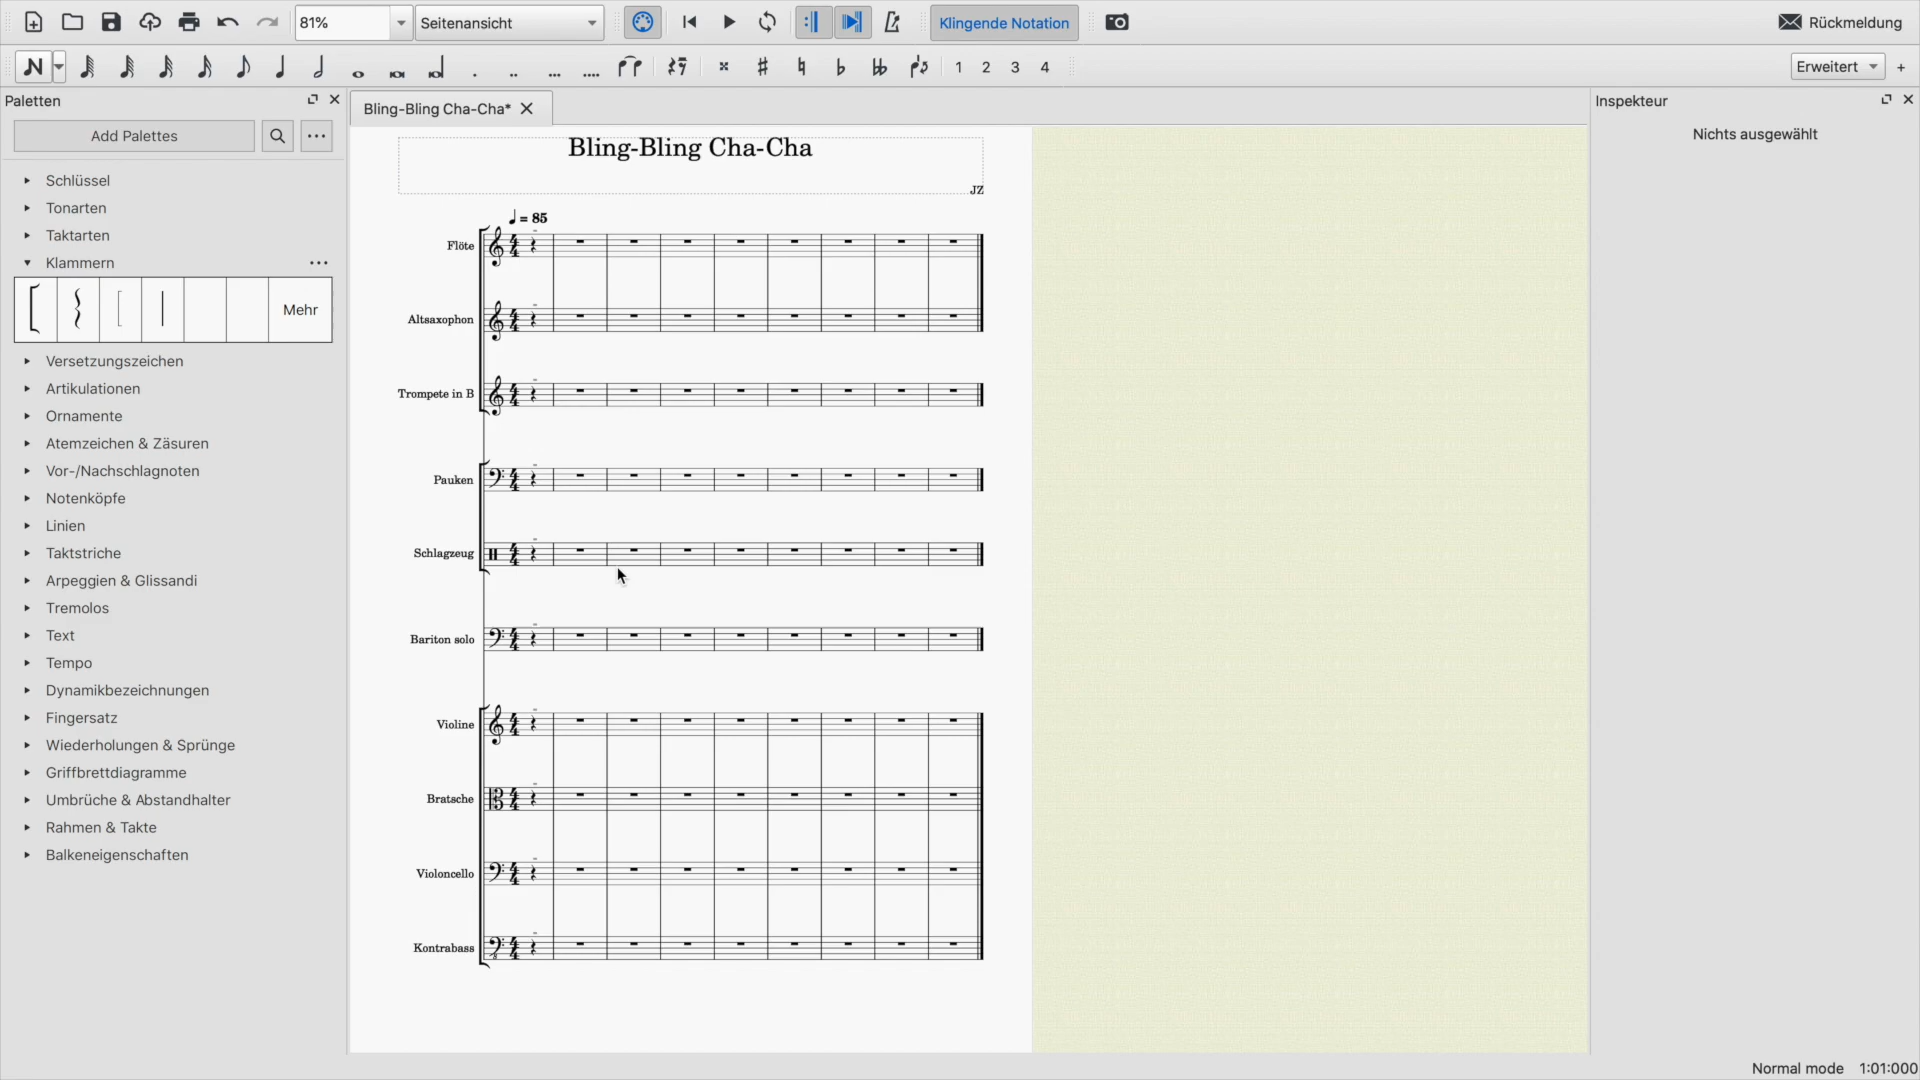 81%
Seitenansicht
Klingende Notation
Rückmeldung
1 2 3 4
Erweitert
+
Paletten
Add Palettes
Schlüssel
Tonarten
Taktarten
Klammern
Mehr
Versetzungszeichen
Artikulationen
Ornamente
Atemzeichen & Zäsuren
Vor-/Nachschlagnoten
Notenköpfe
Linien
Taktstriche
Arpeggien & Glissandi
Tremolos
Text
Tempo
Dynamikbezeichnungen
Fingersatz
Wiederholungen & Sprünge
Griffbrettdiagramme
Umbrüche & Abstandhalter
Rahmen & Takte
Balkeneigenschaften
Bling-Bling Cha-Cha*
Bling-Bling Cha-Cha
JZ
= 85
Flöte
Altsaxophon
Trompete in B
Pauken
Schlagzeug
Bariton solo
Violine
Bratsche
Violoncello
Kontrabass
Inspekteur
Nichts ausgewählt
Normal mode 1:01:000